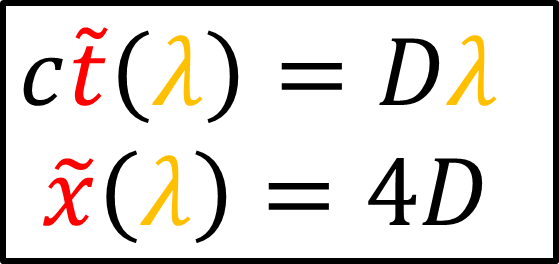 ct̃(λ) = Dλ
x̃(λ) = 4D